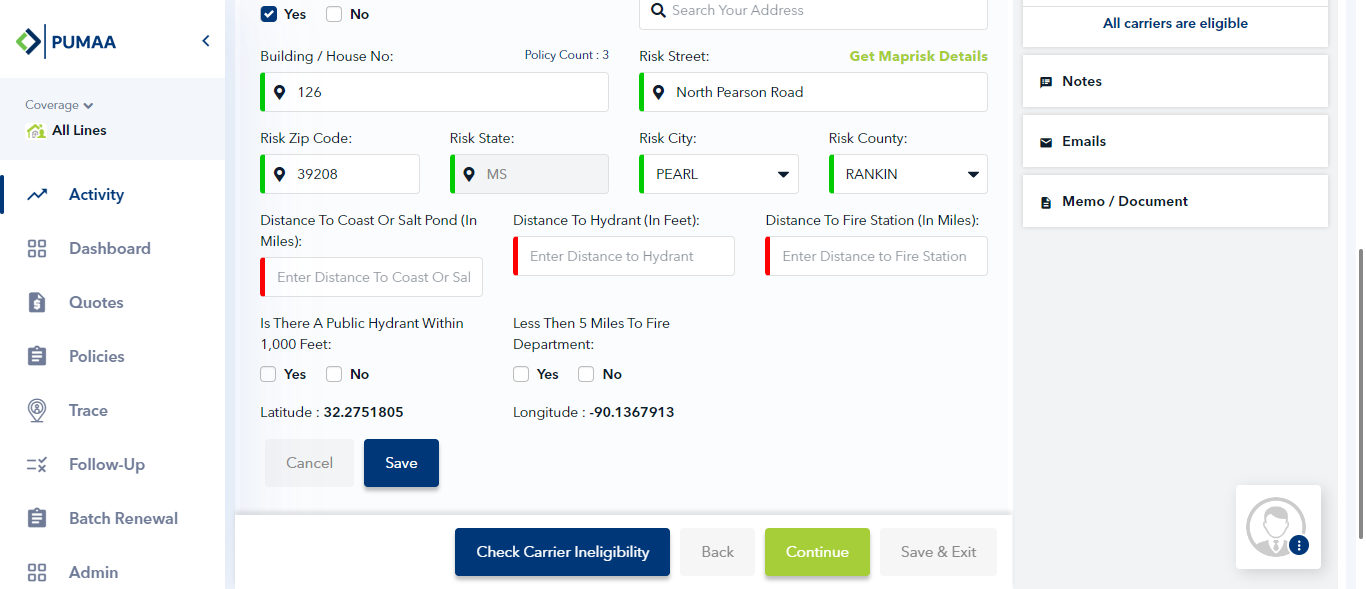 PUMAA
Coverage
All Lines
Activity
Dashboard
Quotes
Policies
Trace
Follow-Up
Batch Renewal
Admin
Yes No
Search Your Address
Building / House No: Policy Count : 3
Risk Street: Get Maprisk Details
126
North Pearson Road
Risk Zip Code: Risk State: Risk City: Risk County:
39208 MS PEARL RANKIN
Distance To Coast Or Salt Pond (In
Miles):
Enter Distance To Coast Or Sal
Distance To Hydrant (In Feet):
Enter Distance to Hydrant
Distance To Fire Station (In Miles):
Enter Distance to Fire Station
Is There A Public Hydrant Within
1,000 Feet:
Yes No
Less Then 5 Miles To Fire
Department:
Yes No
Latitude : 32.2751805
Longitude : -90.1367913
Cancel Save
Check Carrier Ineligibility Back Continue Save & Exit
All carriers are eligible
Notes
Emails
Memo / Document